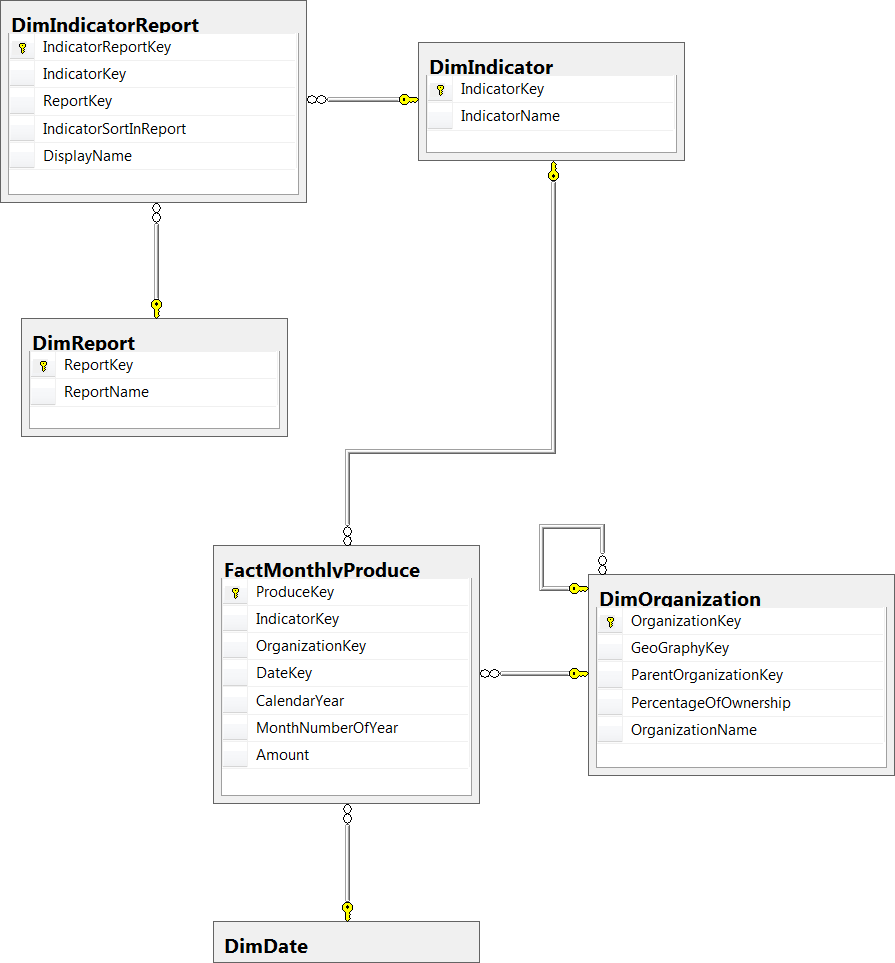 DimIndicatorReport
IndicatorReportKey
IndicatorKey
ReportKey
IndicatorSortInReport
DisplayName
DimIndicator
IndicatorKey
IndicatorName
DimReport
ReportKey
ReportName
FactMonthlyProduce
ProduceKey
IndicatorKey
OrganizationKey
DateKey
CalendarYear
MonthNumberOfYear
Amount
DimOrganization
OrganizationKey
GeoGraphyKey
ParentOrganizationKey
PercentageOfOwnership
OrganizationName
DimDate